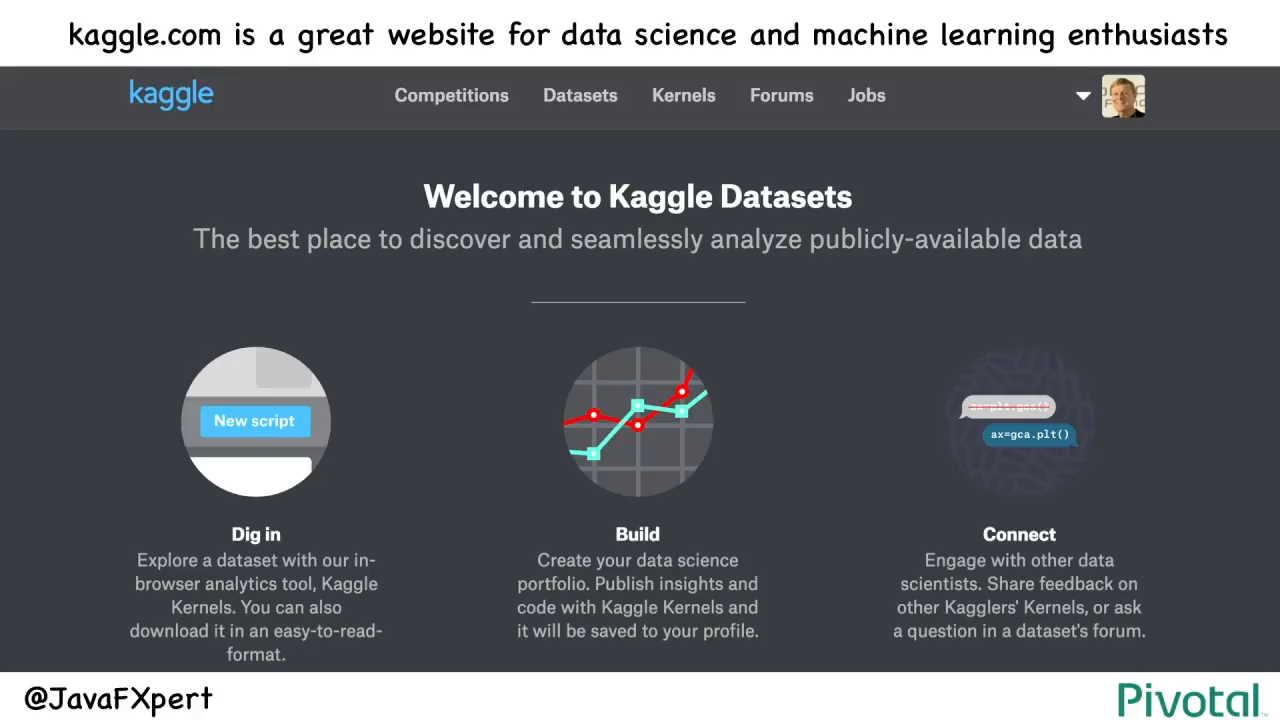 kaggle.com is a great website for data science and machine learning enthusiasts
kaggle
Competitions Datasets Kernels Forums Jobs
Welcome to Kaggle Datasets
The best place to discover and seamlessly analyze publicly-available data
New script
ax=plt.gca()
ax=gca.plt()
Dig in
Explore a dataset with our in-
browser analytics tool, Kaggle
Kernels. You can also
download it in an easy-to-read-
format.
Build
Create your data science
portfolio. Publish insights and
code with Kaggle Kernels and
it will be saved to your profile.
Connect
Engage with other data
scientists. Share feedback on
other Kagglers' Kernels, or ask
a question in a dataset's forum.
@JavaFXpert
Pivotal™